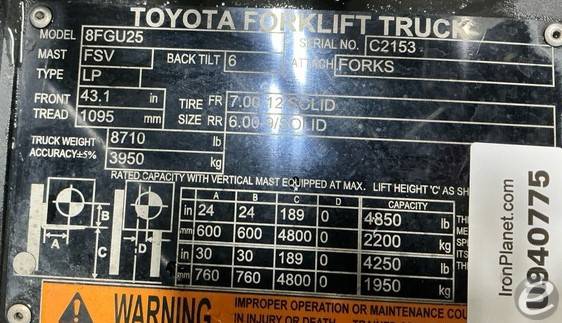 TOYOTA FORKLIFT TRUCK
MODEL 8FGU25 SERIAL NO. C2153
MAST FSV BACK TILT 6 ATTACH FORKS
TYPE LP
FRONT TREAD 43.1 in TIRE SIZE FR 7.00 12/SOLID
1095 mm RR 6.00 9/SOLID
TRUCK WEIGHT 8710 lb
ACCURACY±5% 3950 kg
RATED CAPACITY WITH VERTICAL MAST EQUIPPED AT MAX. LIFT HEIGHT 'C' AS SH
A B C D CAPACITY
in 24 24 189 0 4850 lb
mm 600 600 4800 0 2200 kg
in 30 30 189 0 4250 lb
mm 760 760 4800 0 1950 kg
A B C D
WARNING
IMPROPER OPERATION OR MAINTENANCE COU
IN INJURY OR DEATH
IronPlanet.com
940775